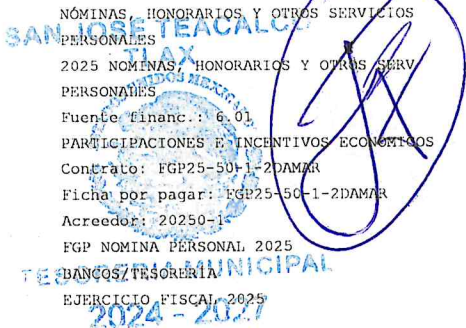 NÓMINAS, HONORARIOS Y OTROS SERVICIOS
SAN JOSE TEACALCO
PERSONALES
TLAX
2025 NOMINAS, HONORARIOS Y OTROS SERV
PERSONALES
Fuente financ.: 6.01
PARTICIPACIONES E INCENTIVOS ECONOMICOS
Contrato: FGP25-50-1-2DAMAR
Ficha por pagar: FGP25-50-1-2DAMAR
Acreedor: 20250-1
FGP NOMINA PERSONAL 2025
TESORERIA MUNICIPAL
BANCOS/TESORERIA
EJERCICIO FISCAL 2025
2024 - 2027